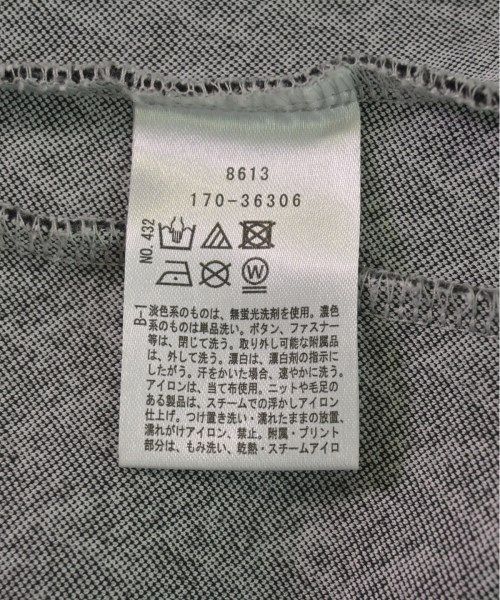 8613
170-36306
NO. 432
W
B-1
淡色系のものは、無蛍光洗剤を使用。濃色
系のものは単品洗い。ボタン、ファスナー
等は、閉じて洗う。取り外し可能な附属品
は、外して洗う。漂白は、漂白剤の指示に
したがう。汗をかいた場合、速やかに洗う。
アイロンは、当て布使用。ニットや毛足の
ある製品は、スチームでの浮かしアイロン
仕上げ。つけ置き洗い・濡れたままの放置、
濡れがけアイロン、禁止。附属・プリント
部分は、もみ洗い、乾熱・スチームアイロ